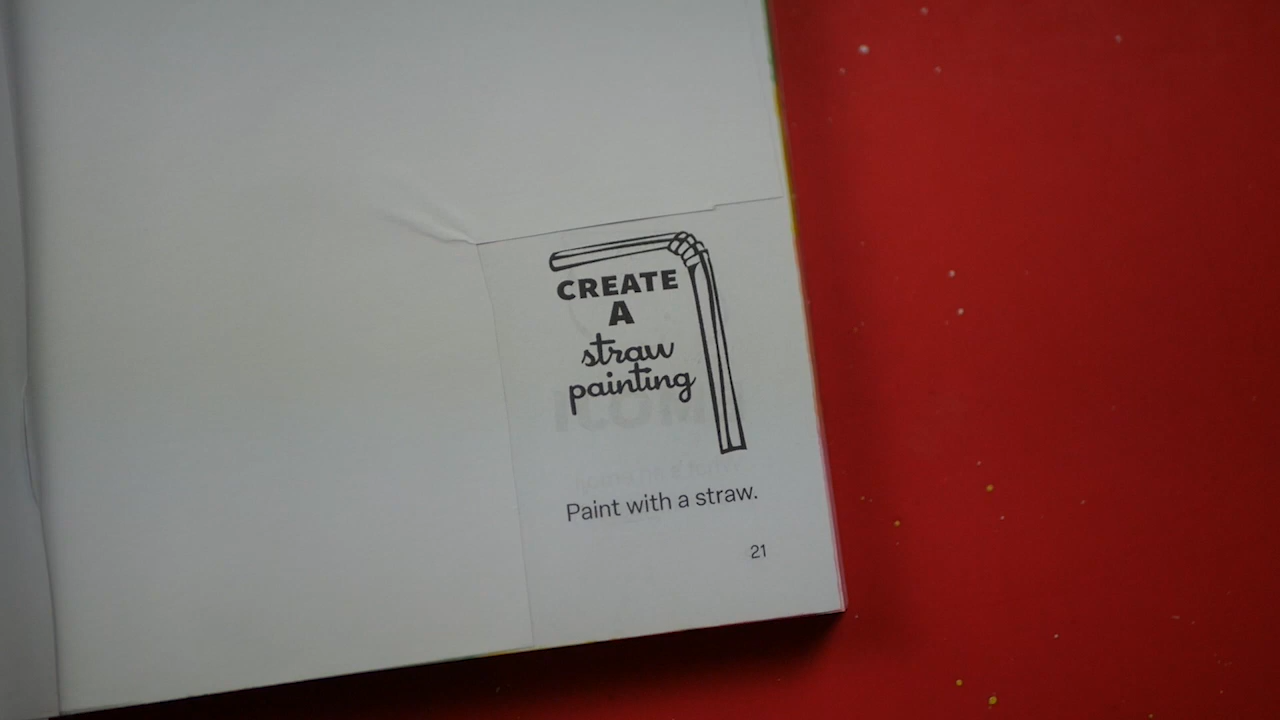 CREATE
A
straw
painting
Paint with a straw.
21